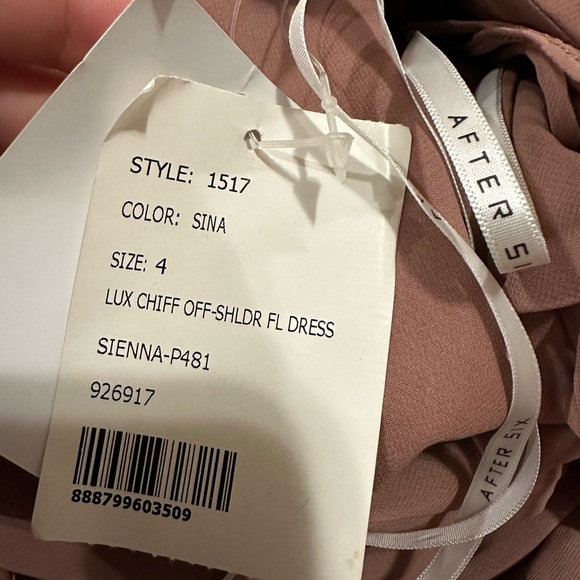 STYLE: 1517
COLOR: SINA
SIZE: 4
LUX CHIFF OFF-SHLDR FL DRESS
SIENNA-P481
926917
888799603509
AFTER SIX
AFTER SIX